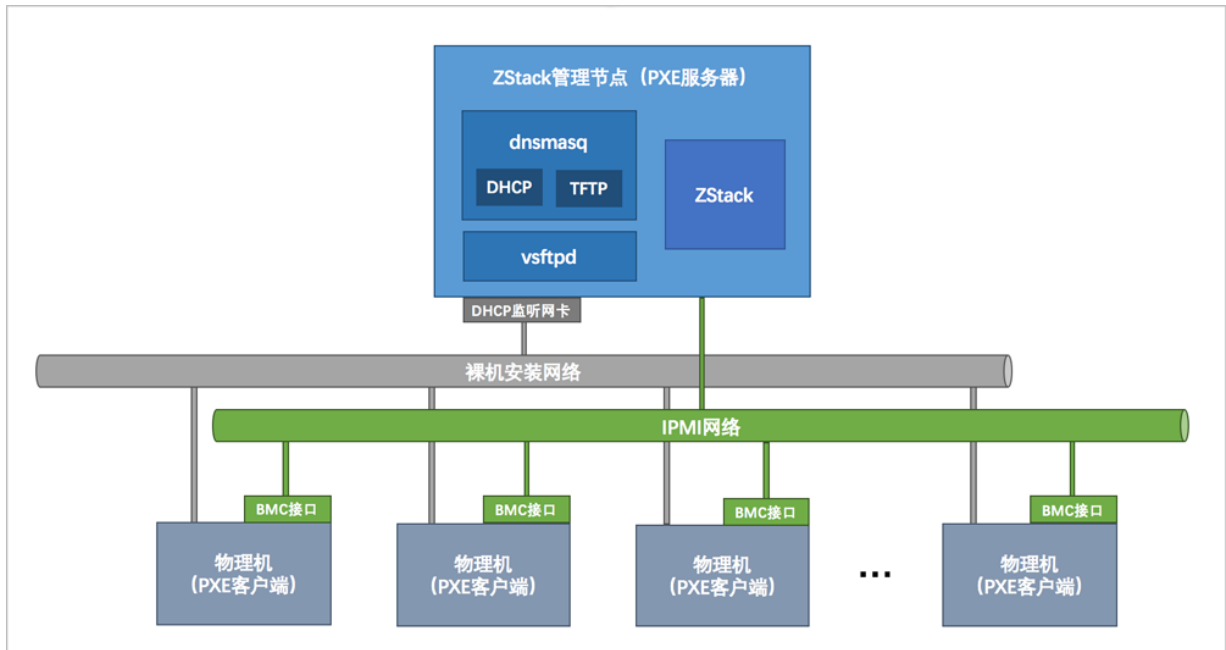 ZStack管理节点（PXE服务器）
dnsmasq
DHCP
TFTP
ZStack
vsftpd
DHCP监听网卡
裸机安装网络
IPMI网络
BMC接口
BMC接口
BMC接口
BMC接口
物理机
（PXE客户端）
物理机
（PXE客户端）
物理机
（PXE客户端）
...
物理机
（PXE客户端）